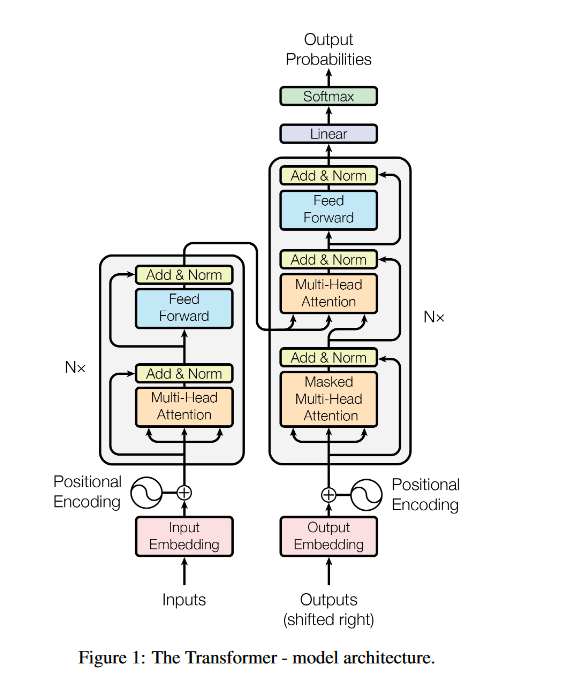 Output
Probabilities
Softmax
Linear
Add & Norm
Feed
Forward
Add & Norm
Multi-Head
Attention
Add & Norm
Masked
Multi-Head
Attention
Nx
Add & Norm
Feed
Forward
Add & Norm
Multi-Head
Attention
Nx
Positional
Encoding
Positional
Encoding
Input
Embedding
Output
Embedding
Inputs
Outputs
(shifted right)
Figure 1: The Transformer - model architecture.